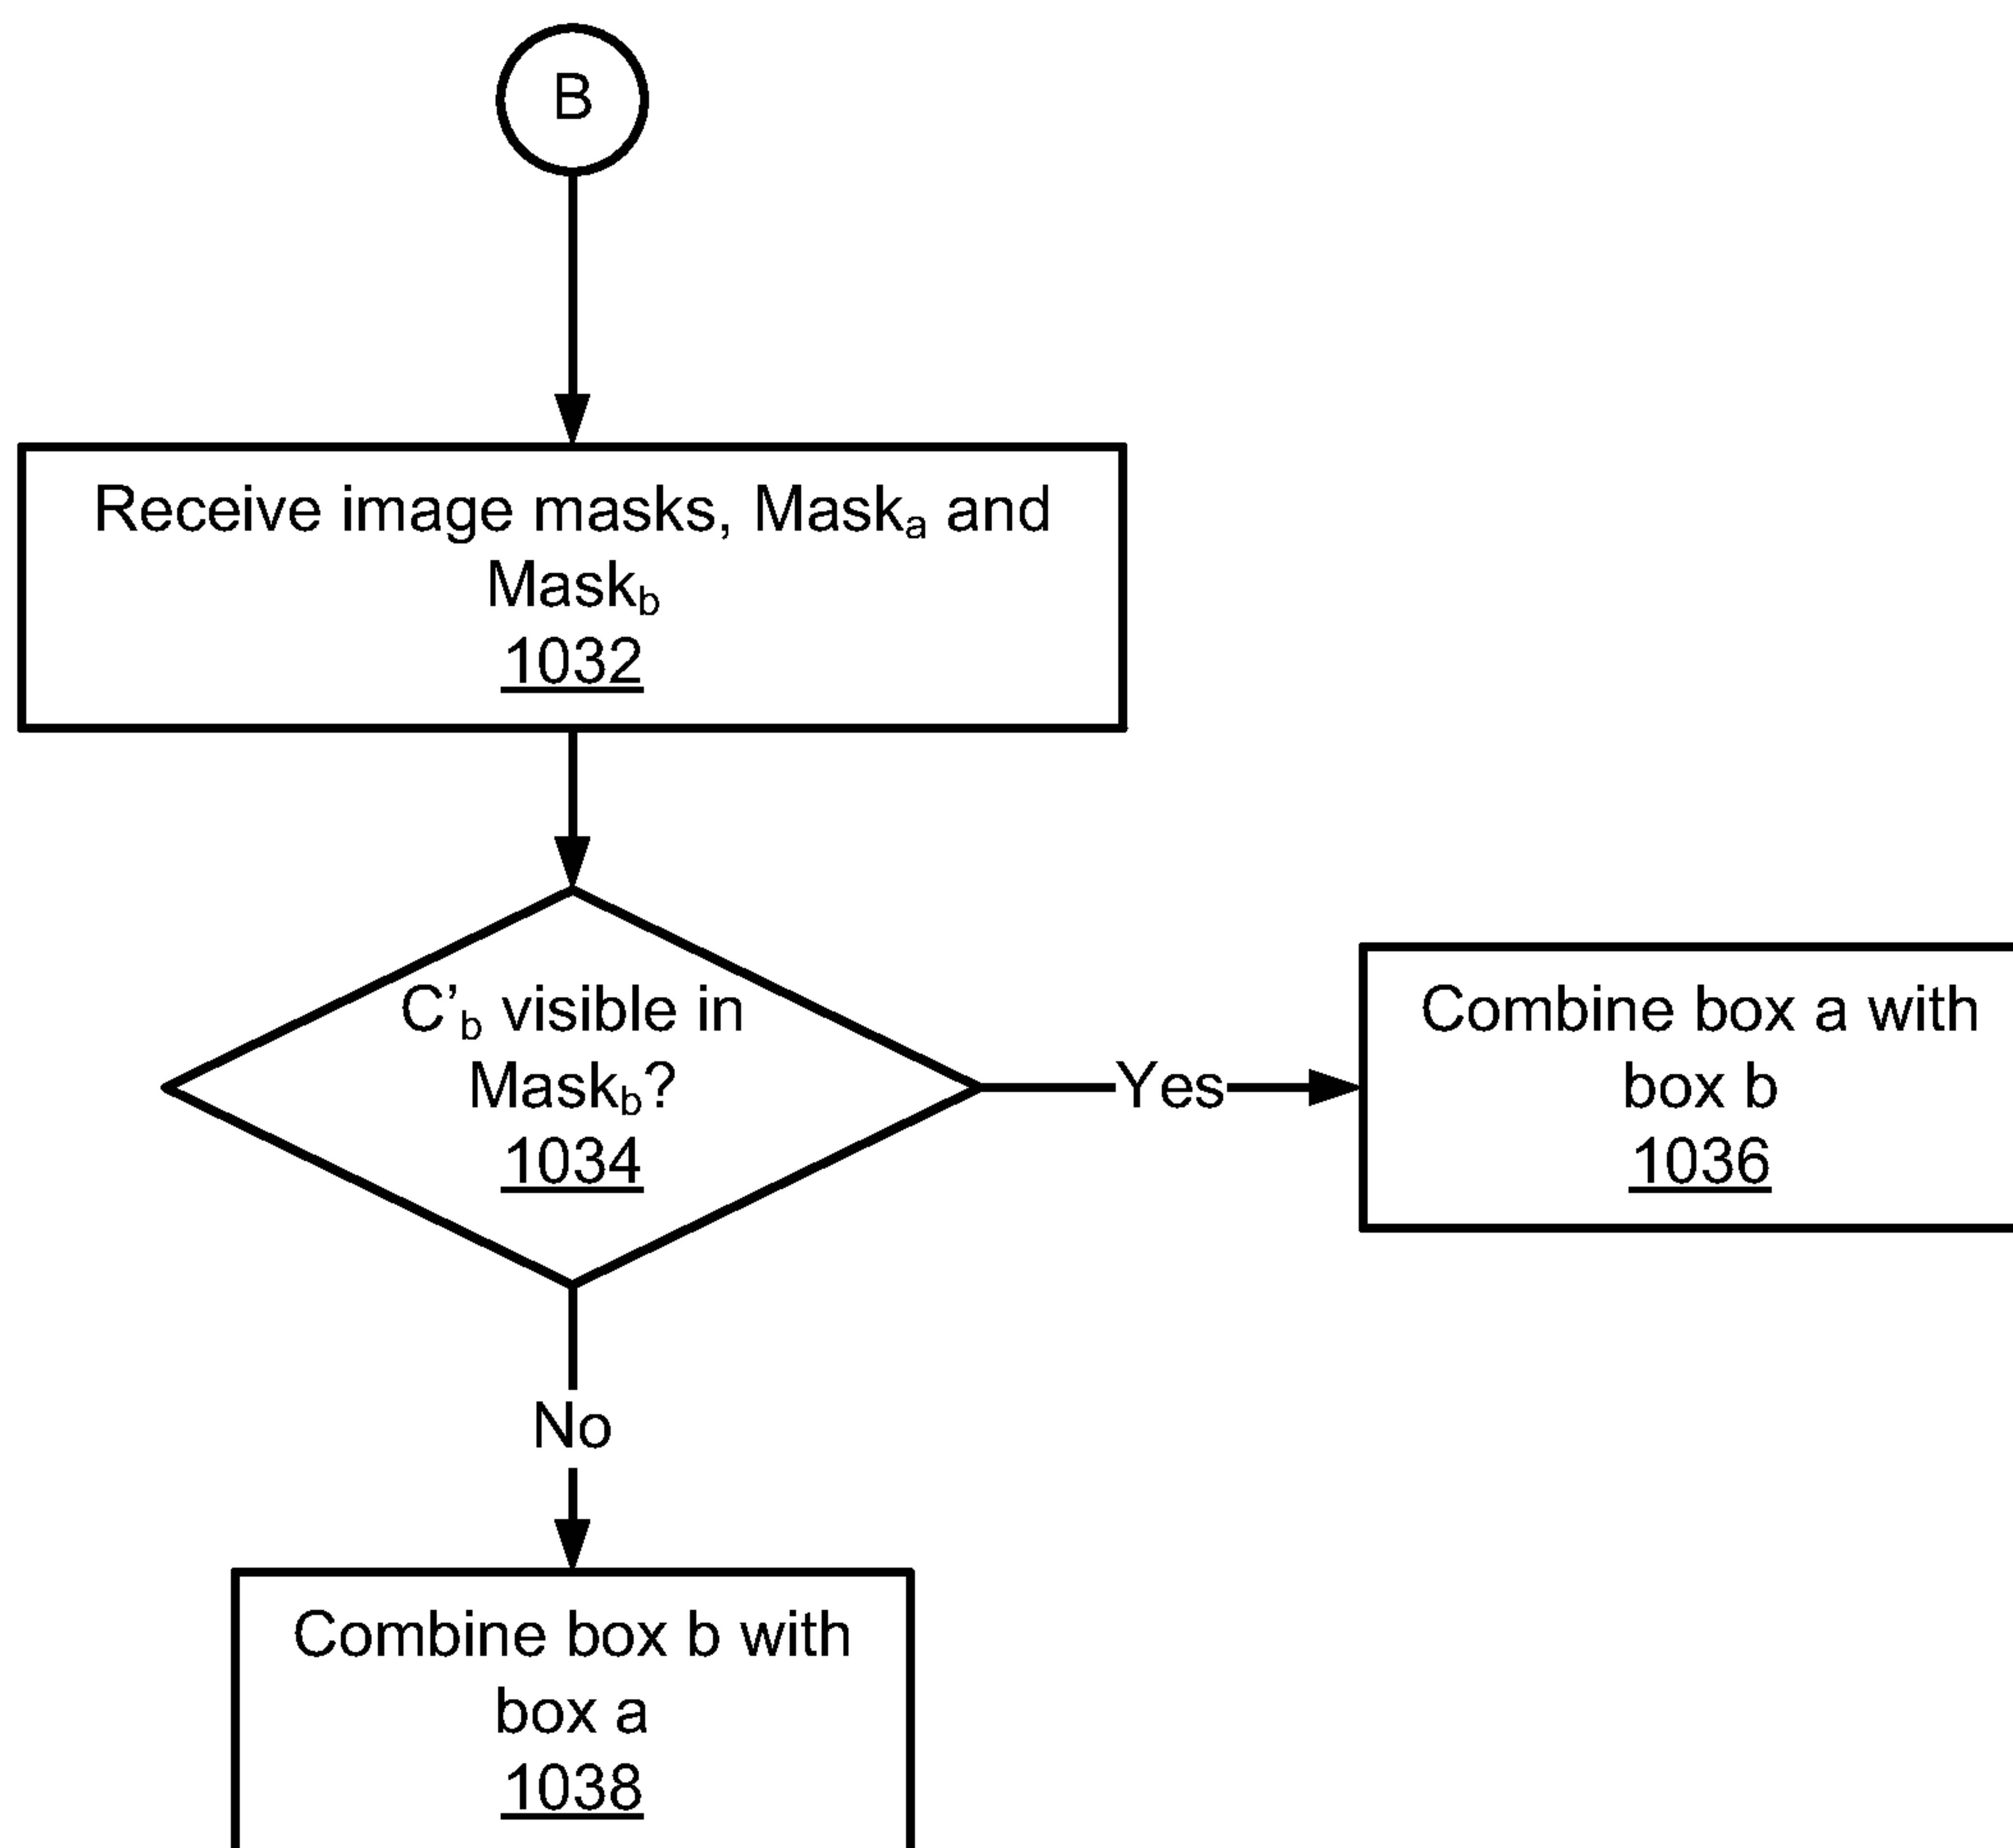 B
Receive image masks, Maskₐ and
Mask_b
1032
C’_b visible in
Mask_b?
1034
Yes
Combine box a with
box b
1036
No
Combine box b with
box a
1038